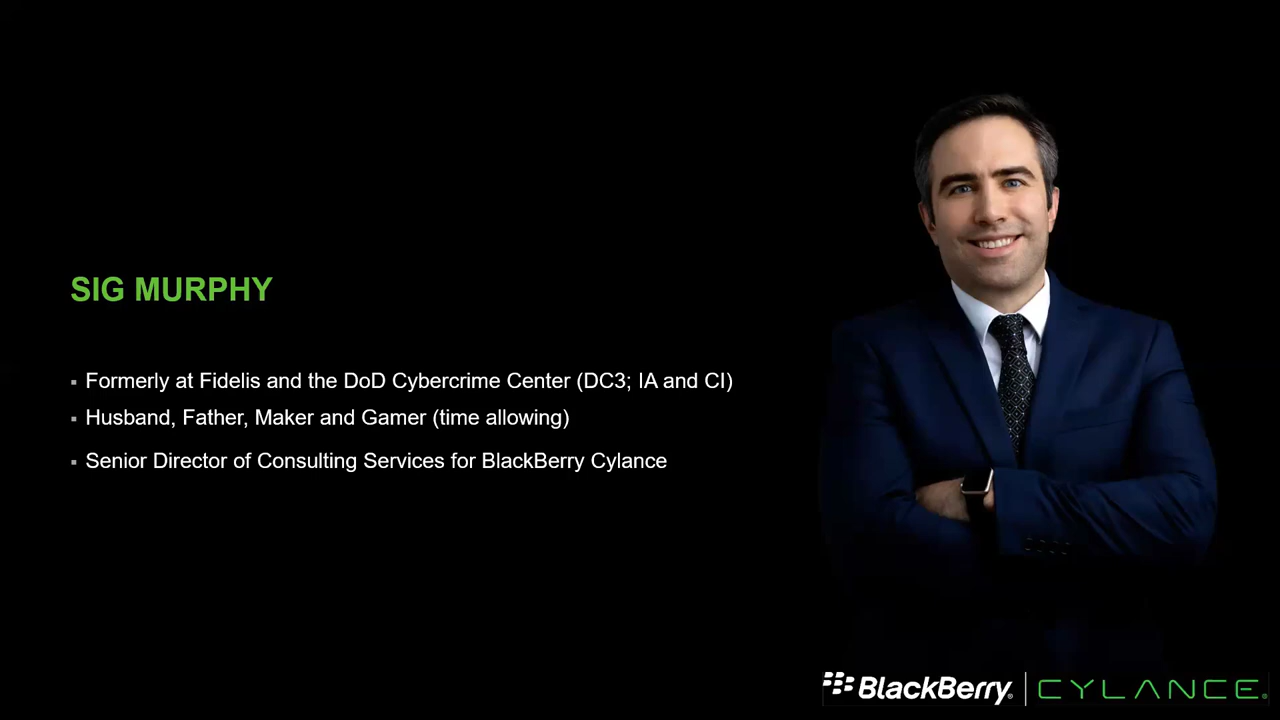 SIG MURPHY
▪ Formerly at Fidelis and the DoD Cybercrime Center (DC3; IA and CI)
▪ Husband, Father, Maker and Gamer (time allowing)
▪ Senior Director of Consulting Services for BlackBerry Cylance
BlackBerry® | CYLANCE®